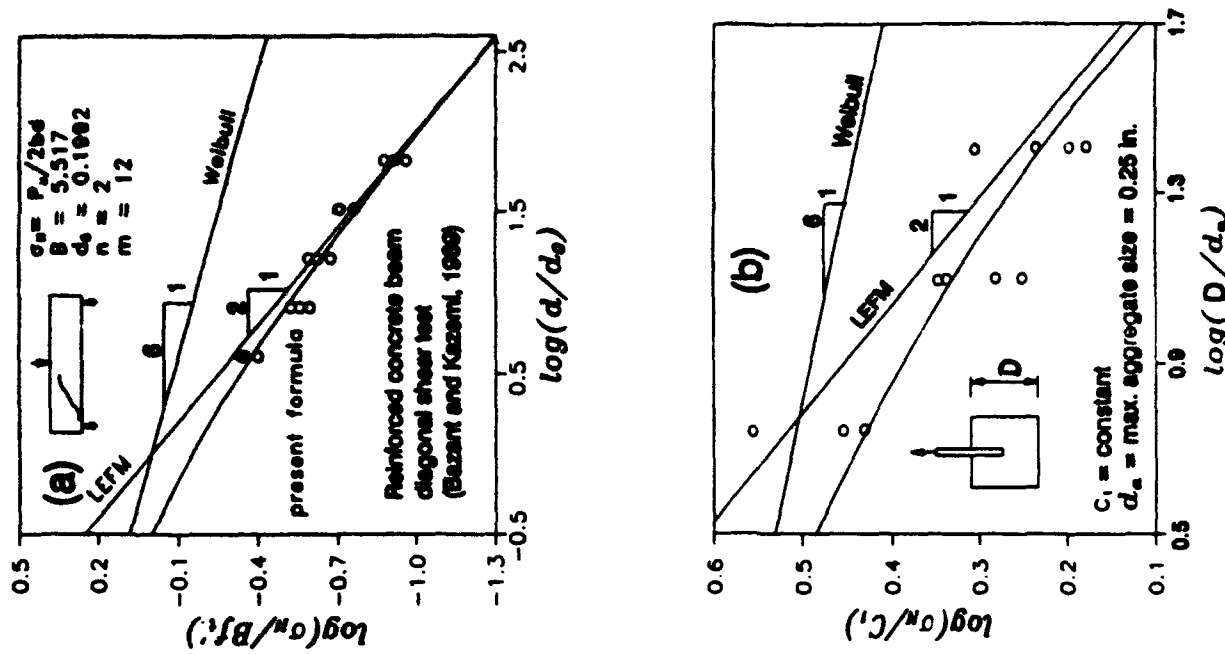 (a)
σₙ = Pᵤ/2bd
B = 5.517
d₀ = 0.1992
n = 2
m = 12
LEFM
Weibull
6
1
2
1
present formula
Reinforced concrete beam
diagonal shear test
(Bazant and Kazemi, 1989)
0.5
0.2
−0.1
−0.4
−0.7
−1.0
−1.3
log(σ_N/Bf_t')
−0.5
0.5
1.5
2.5
log(d/d₀)
(b)
LEFM
Weibull
6
1
2
1
D
C₁ = constant
dₐ = max. aggregate size = 0.25 in.
0.6
0.5
0.4
0.3
0.2
0.1
log(σ_N/C₁)
0.5
0.9
1.3
1.7
log(D/dₐ)